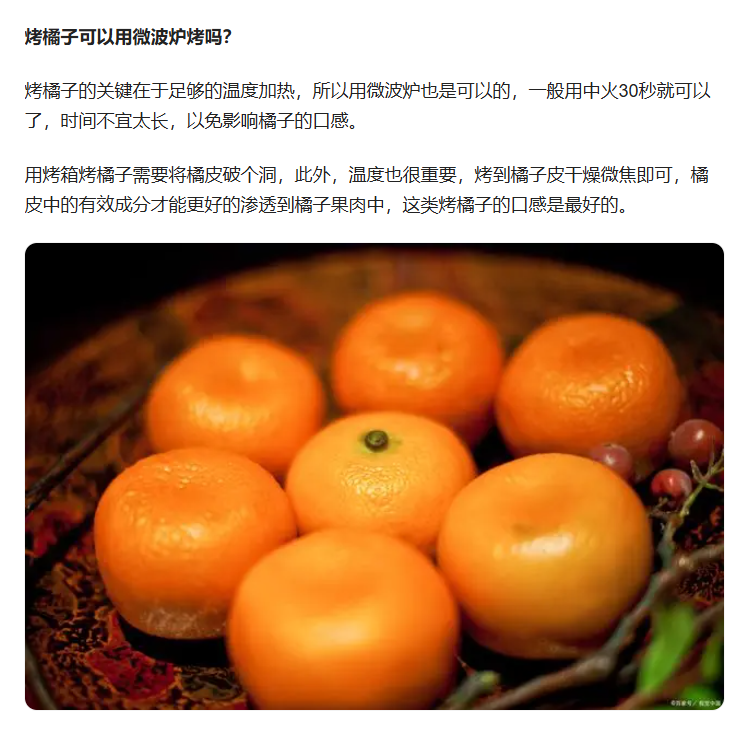 烤橘子可以用微波炉烤吗？
烤橘子的关键在于足够的温度加热，所以用微波炉也是可以的，一般用中火30秒就可以
了，时间不宜太长，以免影响橘子的口感。
用烤箱烤橘子需要将橘皮破个洞，此外，温度也很重要，烤到橘子皮干燥微焦即可，橘
皮中的有效成分才能更好的渗透到橘子果肉中，这类烤橘子的口感是最好的。